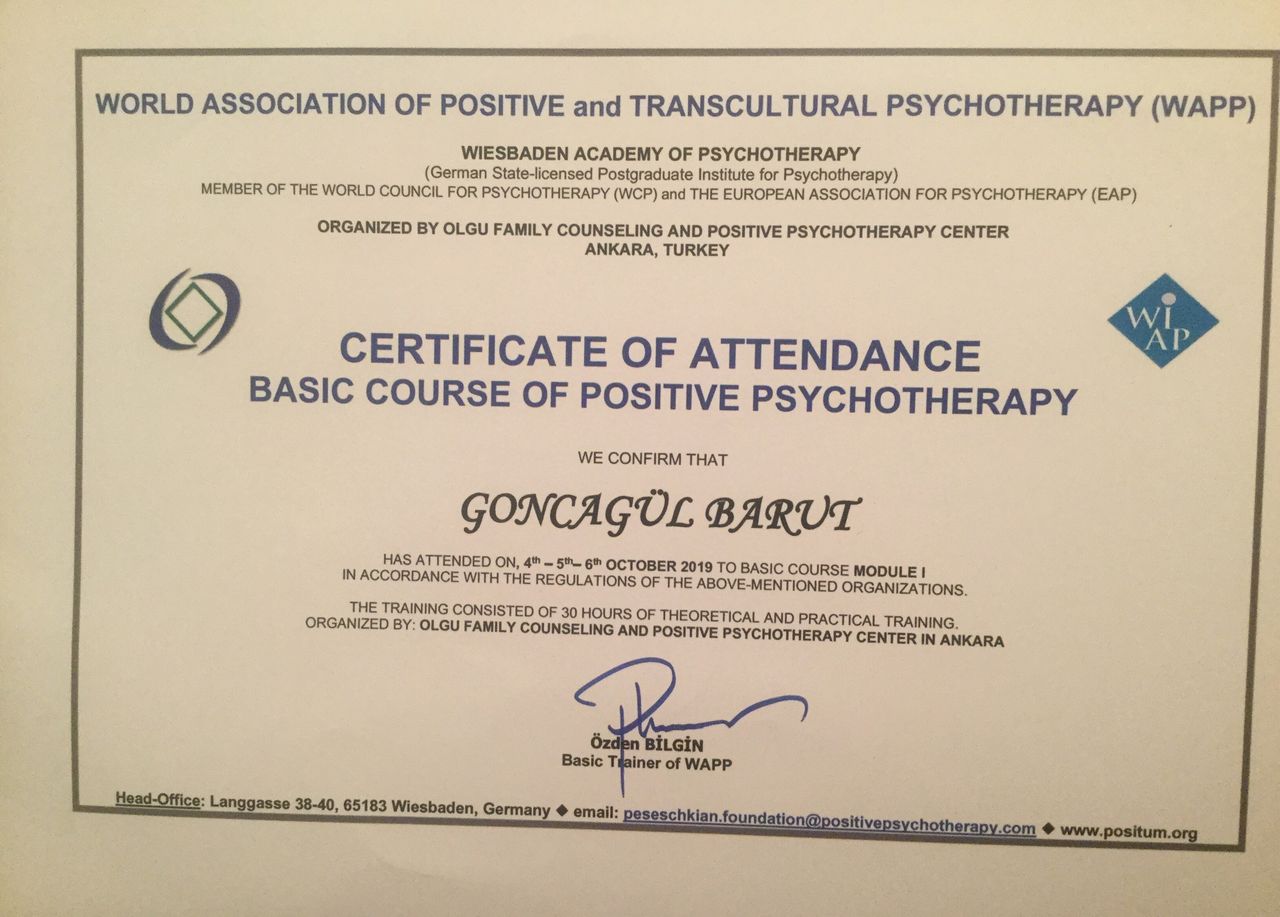 WORLD ASSOCIATION OF POSITIVE and TRANSCULTURAL PSYCHOTHERAPY (WAPP)
WIESBADEN ACADEMY OF PSYCHOTHERAPY
(German State-licensed Postgraduate Institute for Psychotherapy)
MEMBER OF THE WORLD COUNCIL FOR PSYCHOTHERAPY (WCP) and THE EUROPEAN ASSOCIATION FOR PSYCHOTHERAPY (EAP)
ORGANIZED BY OLGU FAMILY COUNSELING AND POSITIVE PSYCHOTHERAPY CENTER
ANKARA, TURKEY
WIAP
CERTIFICATE OF ATTENDANCE
BASIC COURSE OF POSITIVE PSYCHOTHERAPY
WE CONFIRM THAT
GONCAGÜL BARUT
HAS ATTENDED ON, 4th – 5th– 6th OCTOBER 2019 TO BASIC COURSE MODULE I
IN ACCORDANCE WITH THE REGULATIONS OF THE ABOVE-MENTIONED ORGANIZATIONS.
THE TRAINING CONSISTED OF 30 HOURS OF THEORETICAL AND PRACTICAL TRAINING.
ORGANIZED BY: OLGU FAMILY COUNSELING AND POSITIVE PSYCHOTHERAPY CENTER IN ANKARA
Özden BİLGİN
Basic Trainer of WAPP
Head-Office: Langgasse 38-40, 65183 Wiesbaden, Germany ◆ email: peseschkian.foundation@positivepsychotherapy.com ◆ www.positum.org